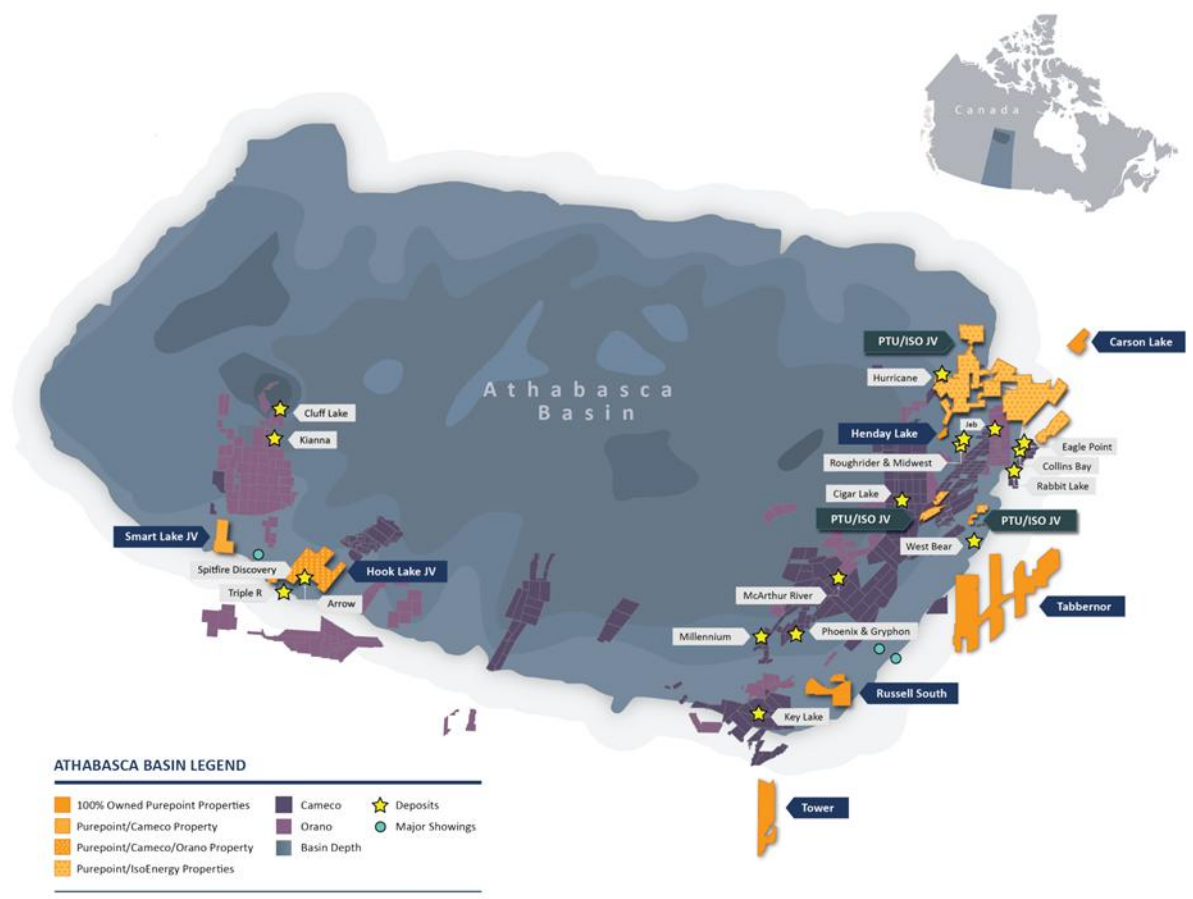 Canada
PTU/ISO JV
Carson Lake
Hurricane
Athabasca
Basin
Cluff Lake
Jeb
Henday Lake
Kianna
Eagle Point
Roughrider & Midwest
Collins Bay
Rabbit Lake
Cigar Lake
PTU/ISO JV
PTU/ISO JV
Smart Lake JV
West Bear
Spitfire Discovery
Hook Lake JV
Triple R
Arrow
McArthur River
Tabbernor
Millennium
Phoenix & Gryphon
Russell South
Key Lake
Tower
ATHABASCA BASIN LEGEND
100% Owned Purepoint Properties
Purepoint/Cameco Property
Purepoint/Cameco/Orano Property
Purepoint/IsoEnergy Properties
Cameco
Orano
Basin Depth
Deposits
Major Showings